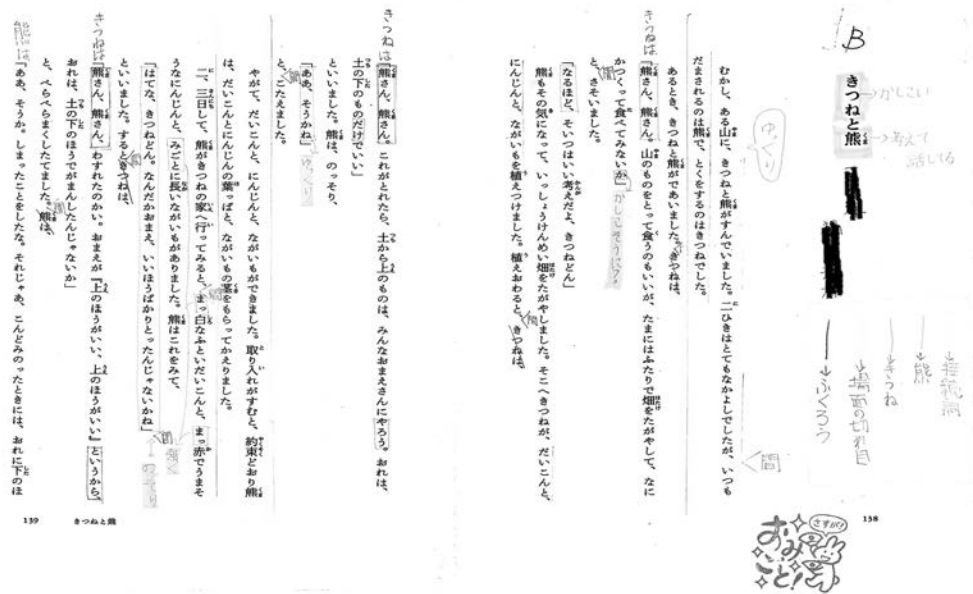 B
きつねと熊
→かしこい
→考えて
話してる
ゆっくり
→接続詞
→熊
→きつね
→場面の切れ目
→ふくろう
間
むかし、ある山に、きつねと熊がすんでいました。二ひきはとてもなかよしでしたが、いつも
だまされるのは熊で、とくをするのはきつねでした。
あるとき、きつねと熊がであいました。きつねは、
きつねは
「熊さん、熊さん。山のものをとって食うのもいいが、たまにはふたりで畑をたがやして、なに
かつくって食べてみないか」
かしこそうに?
と、さそいました。
「なるほど、そいつはいい考えだよ、きつねどん」
熊もその気になって、いっしょうけんめい畑をたがやしました。そこへきつねが、だいこんと、
にんじんと、ながいもを植えつけました。植えおわると、きつねは。
間
さすが!!
おみごと!
138
きつねは
「熊さん、熊さん。これがとれたら、土から上のものは、みんなおまえさんにやろう。おれは、
土の下のものだけでいい」
といいました。熊は、のっそり、
「ああ、そうかね」
ゆっくり
と、こたえました。
やがて、だいこんと、にんじんと、ながいもができました。取り入れがすむと、約束どおり熊
は、だいこんとにんじんの葉っぱと、ながいもの茎をもらってかえりました。
二、三日して、熊がきつねの家へ行ってみると、まっ白なふといだいこんと、まっ赤でうまそ
うなにんじんと、みごとに長いながいもがありました。熊はこれをみて、
間
「はてな、きつねどん。なんだかおまえ、いいほうばかりとったんじゃないかね」
のっそり
といいました。するときつねは、
きつねは
「熊さん、熊さん、わすれたのかい。おまえが『上のほうがいい、上のほうがいい』というから、
おれは、土の下のほうでがまんしたんじゃないか」
と、べらべらまくしたてました。熊は、
間
熊は
「ああ、そうか。しまったことをしたな。それじゃあ、こんどみのったときには、おれに下のほ
139
きつねと熊